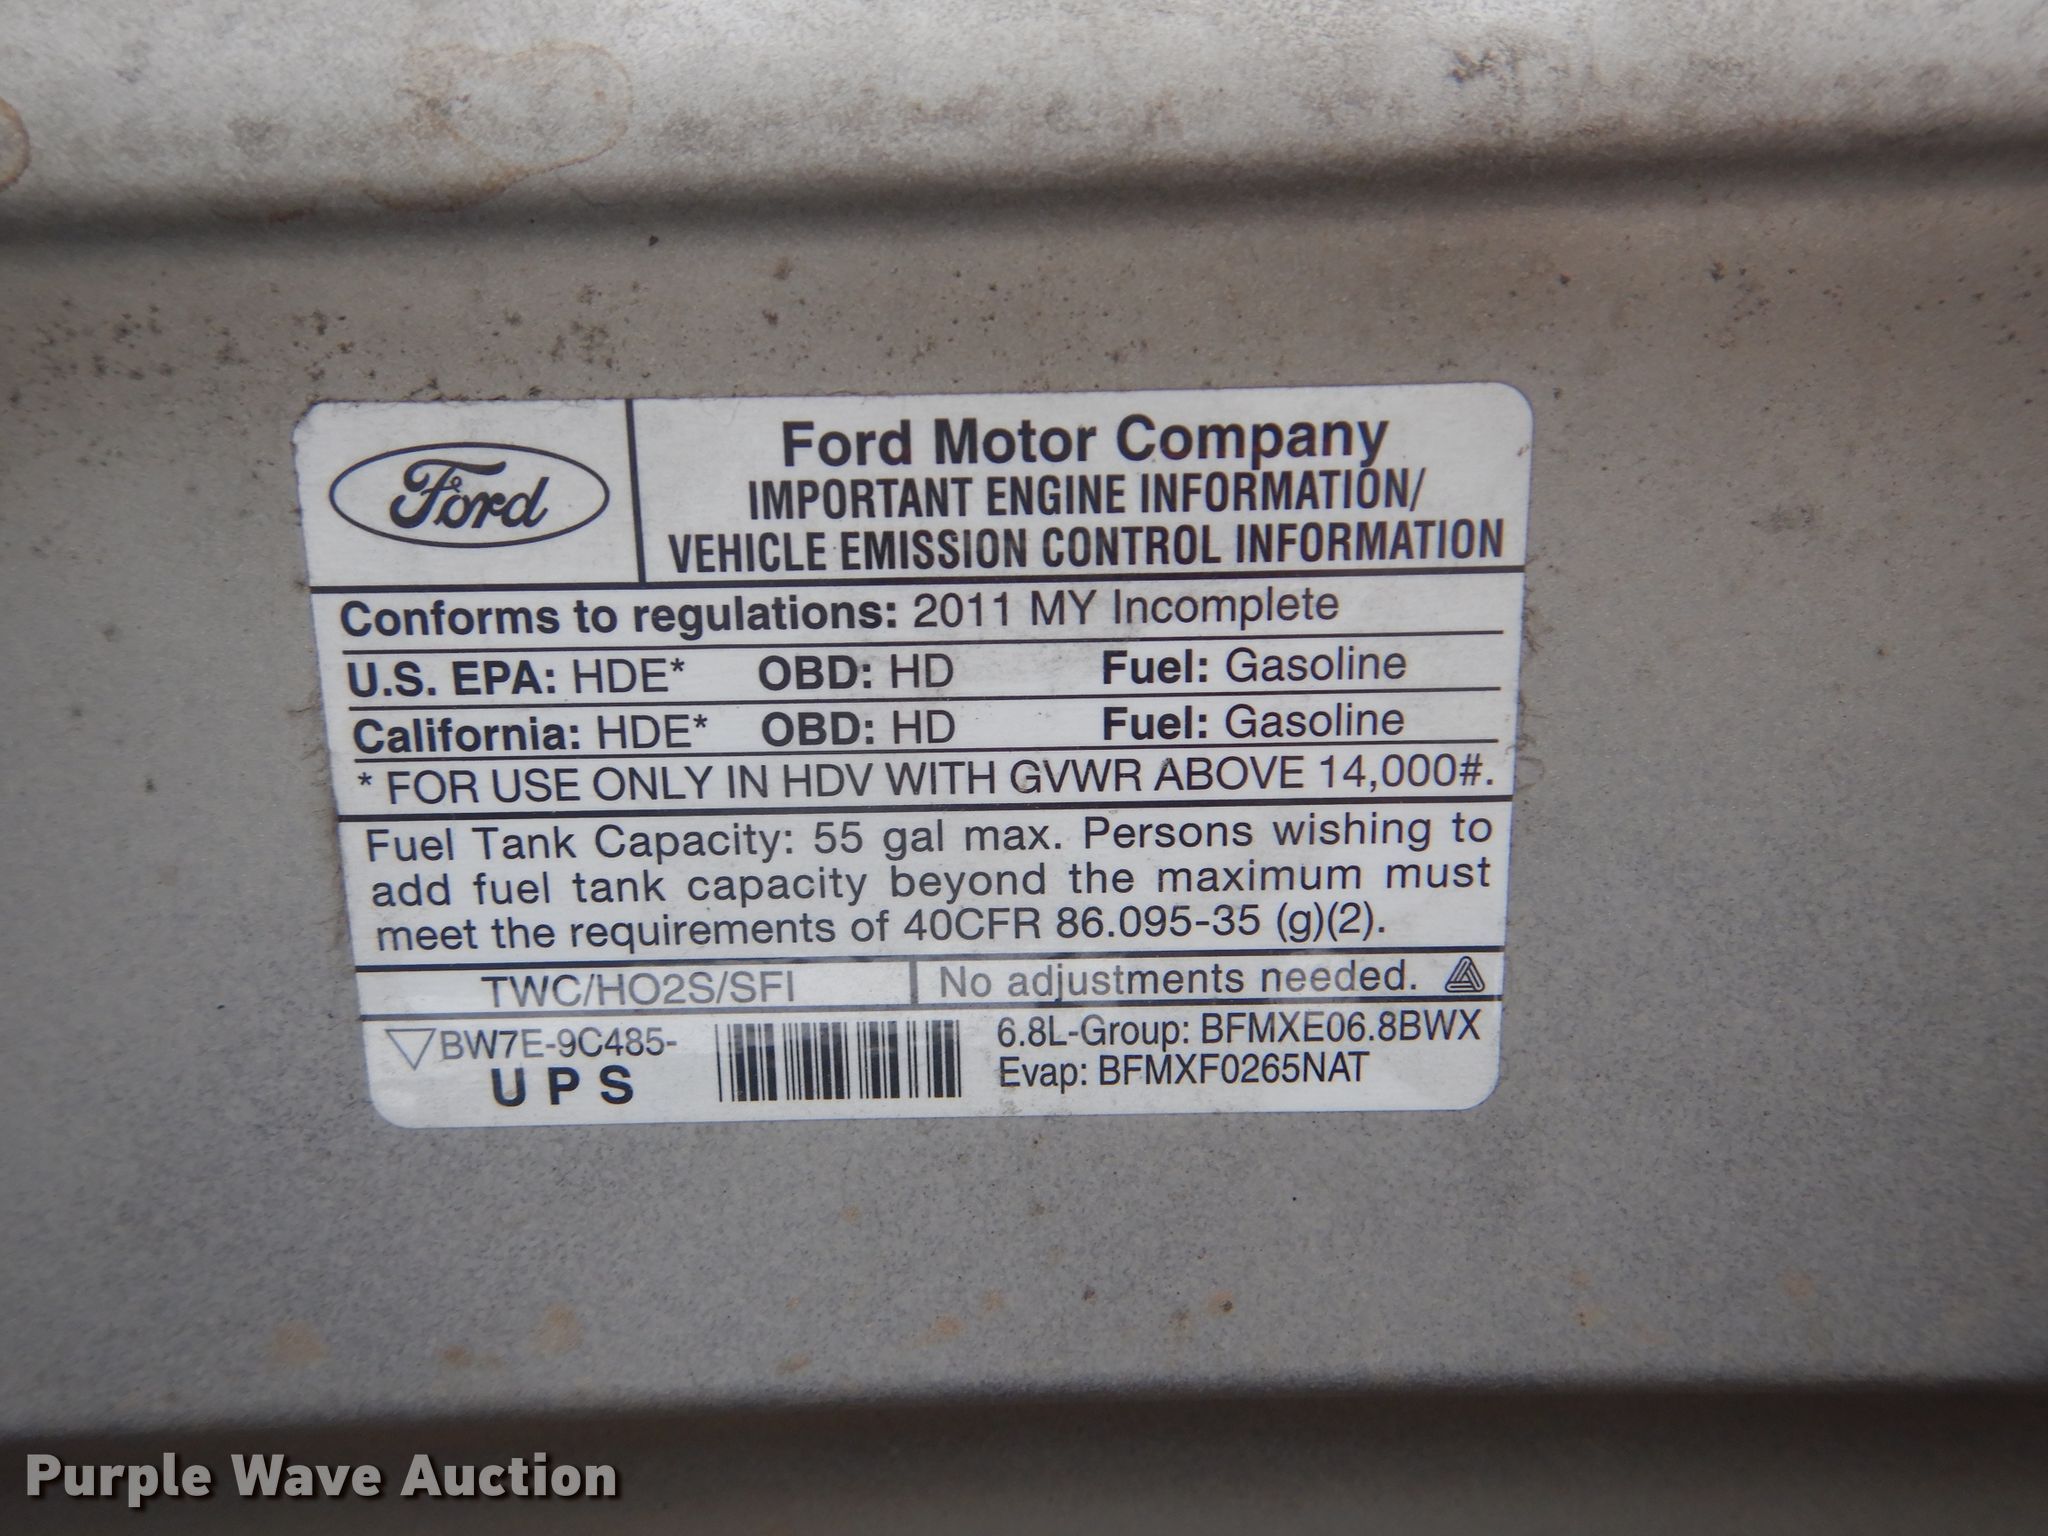 Ford
Ford Motor Company
IMPORTANT ENGINE INFORMATION/
VEHICLE EMISSION CONTROL INFORMATION
Conforms to regulations: 2011 MY Incomplete
U.S. EPA: HDE* OBD: HD Fuel: Gasoline
California: HDE* OBD: HD Fuel: Gasoline
* FOR USE ONLY IN HDV WITH GVWR ABOVE 14,000#.
Fuel Tank Capacity: 55 gal max. Persons wishing to
add fuel tank capacity beyond the maximum must
meet the requirements of 40CFR 86.095-35 (g)(2).
TWC/HO2S/SFI No adjustments needed.
BW7E-9C485-
U P S
6.8L-Group: BFMXE06.8BWX
Evap: BFMXF0265NAT
Purple Wave Auction